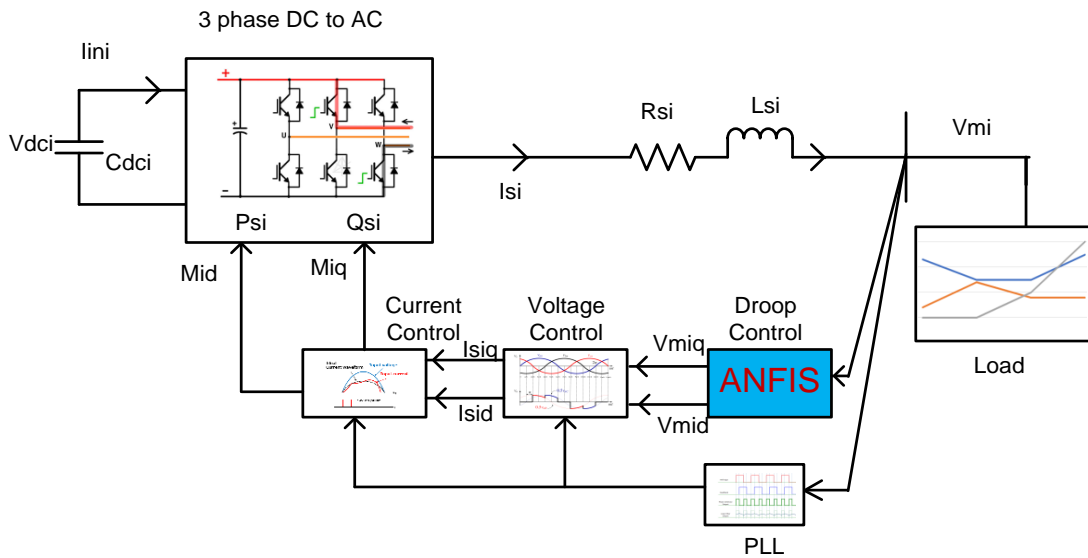 3 phase DC to AC
Iini
Vdci
Cdci
+
+
U
V
W
−
Psi
Qsi
Rsi
Lsi
Vmi
Isi
Mid
Miq
Current
Control
Voltage
Control
Droop
Control
Isiq
Vmiq
ANFIS
Isid
Vmid
Load
PLL